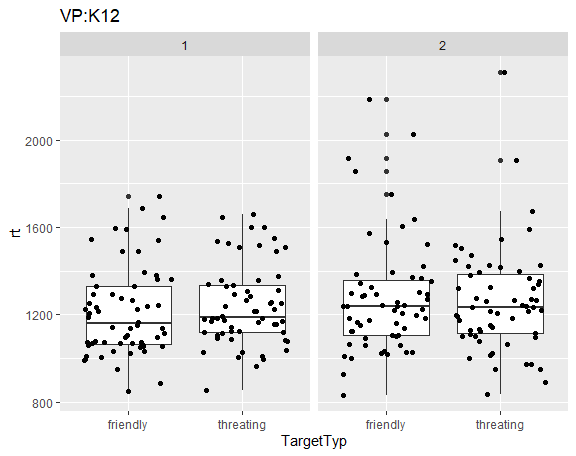 VP:K12
1
2
rt
2000
1600
1200
800
friendly
threating
friendly
threating
TargetTyp